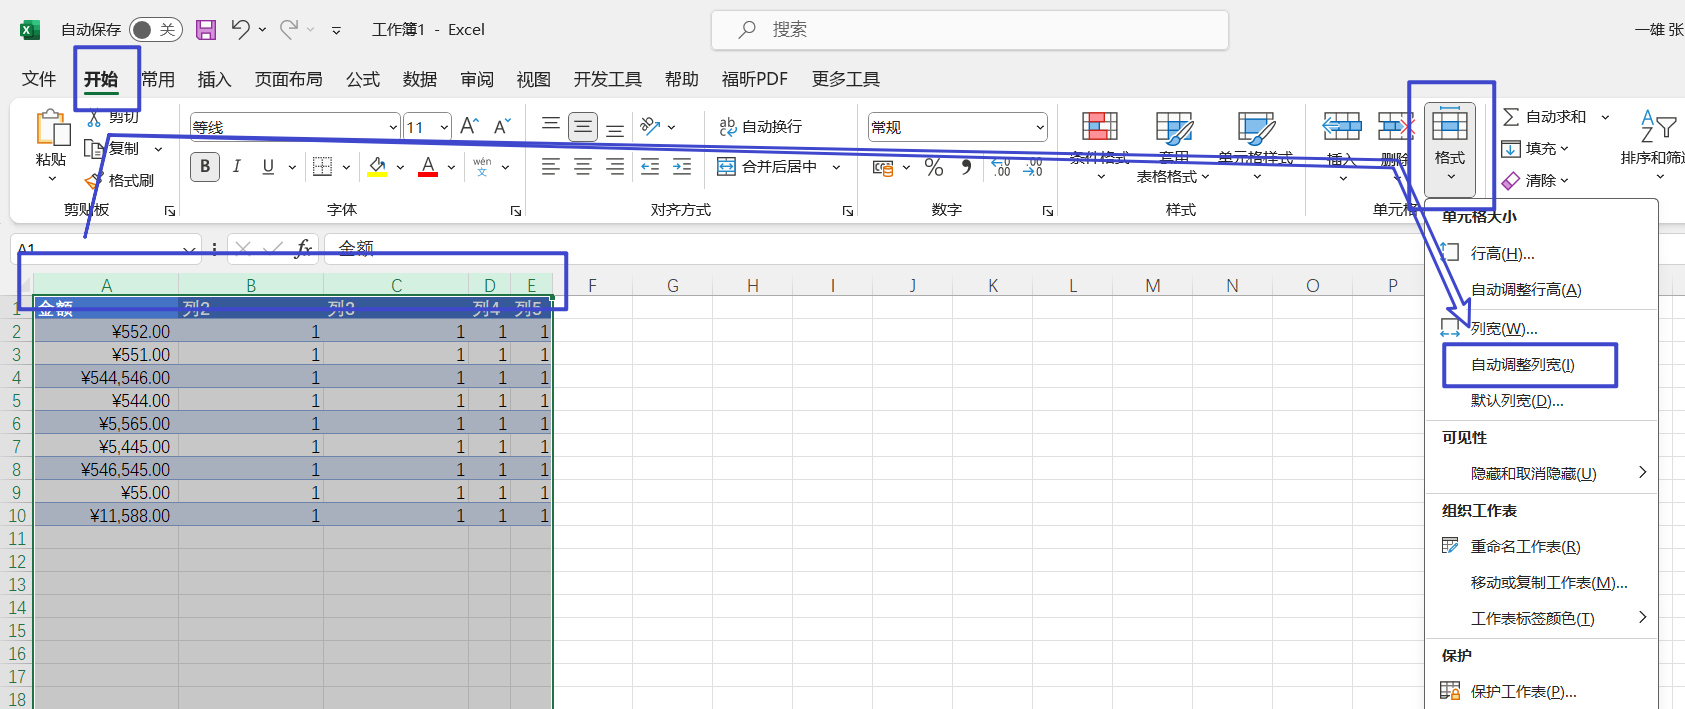 自动保存 关 工作簿1 - Excel 搜索 一雄 张
文件 开始 常用 插入 页面布局 公式 数据 审阅 视图 开发工具 帮助 福昕PDF 更多工具
粘贴
剪切
复制
格式刷
剪贴板
等线 11 A A
B I U A wén 文
字体
ab 自动换行
合并后居中
对齐方式
常规
% .00
数字
条件格式 套用
表格格式 单元格样式
样式
插入 删除 格式
单元格
自动求和
填充
清除
排序和筛选
A1 fx 金额
A B C D E F G H I J K L M N O P
1 金额 列2 列3 列4 列5
2 ¥552.00 1 1 1 1
3 ¥551.00 1 1 1 1
4 ¥544,546.00 1 1 1 1
5 ¥544.00 1 1 1 1
6 ¥5,565.00 1 1 1 1
7 ¥5,445.00 1 1 1 1
8 ¥546,545.00 1 1 1 1
9 ¥55.00 1 1 1 1
10 ¥11,588.00 1 1 1 1
11
12
13
14
15
16
17
18
单元格大小
行高(H)...
自动调整行高(A)
列宽(W)...
自动调整列宽(I)
默认列宽(D)...
可见性
隐藏和取消隐藏(U)
组织工作表
重命名工作表(R)
移动或复制工作表(M)...
工作表标签颜色(T)
保护
保护工作表(P)...